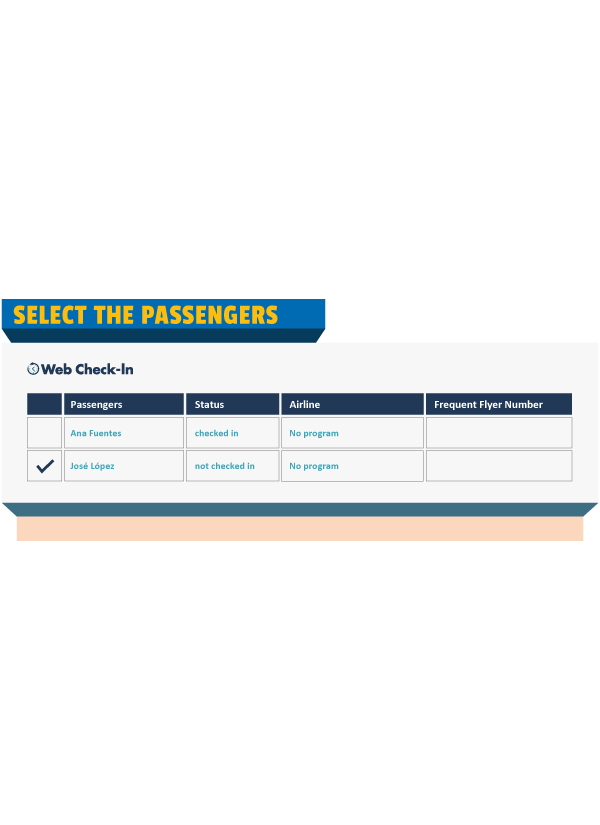 SELECT THE PASSENGERS
Web Check-In
Passengers Status Airline Frequent Flyer Number
Ana Fuentes checked in No program
José López not checked in No program